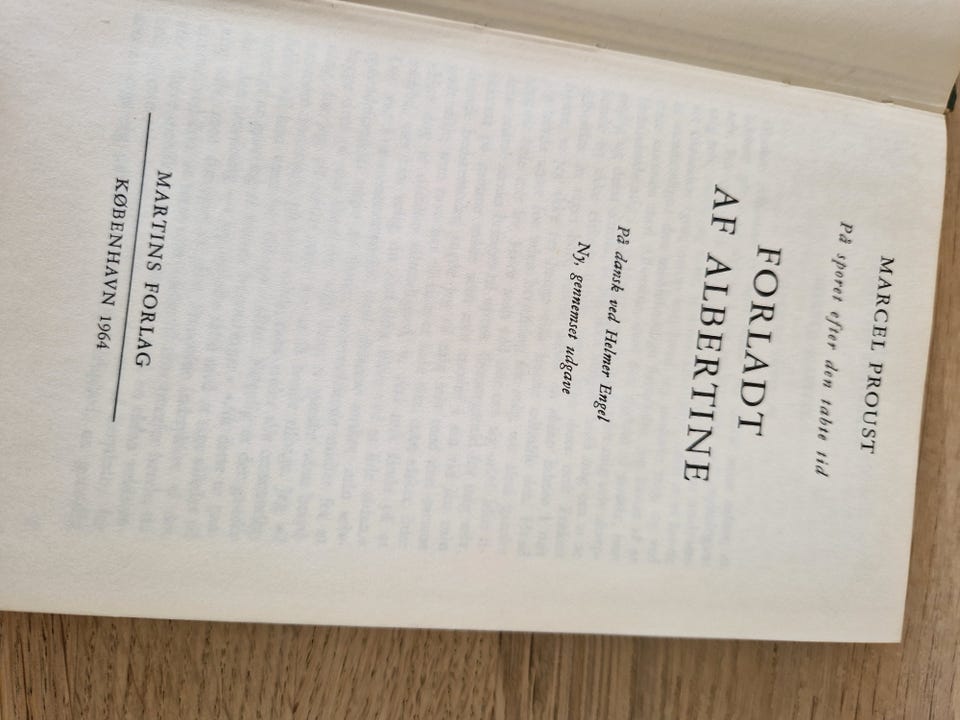 MARCEL PROUST
På sporet efter den tabte tid
FORLADT
AF ALBERTINE
På dansk ved Helmer Engel
Ny, gennemset udgave
MARTINS FORLAG
KØBENHAVN 1964